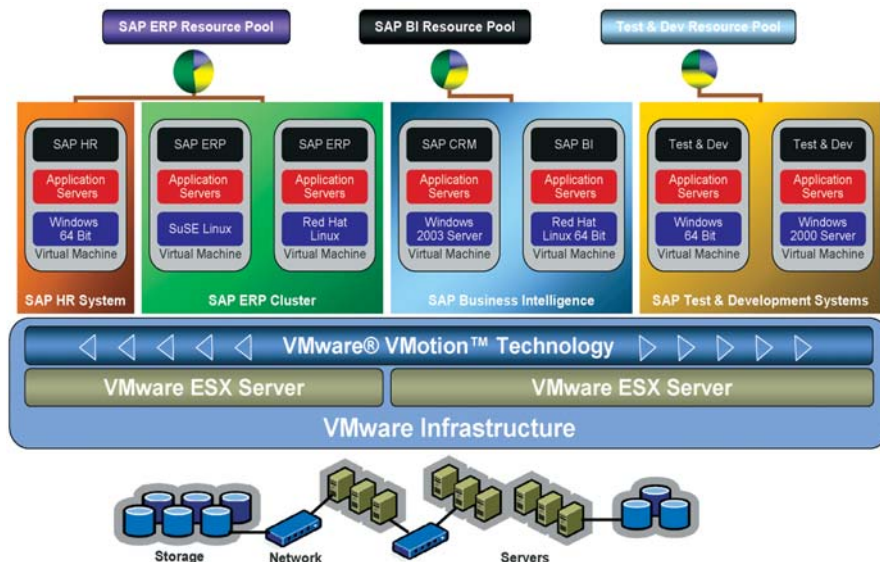 SAP ERP Resource Pool
SAP BI Resource Pool
Test & Dev Resource Pool
SAP HR
Application
Servers
Windows
64 Bit
Virtual Machine
SAP ERP
Application
Servers
SuSE Linux
Virtual Machine
SAP ERP
Application
Servers
Red Hat
Linux
Virtual Machine
SAP CRM
Application
Servers
Windows
2003 Server
Virtual Machine
SAP BI
Application
Servers
Red Hat
Linux 64 Bit
Virtual Machine
Test & Dev
Application
Servers
Windows
64 Bit
Virtual Machine
Test & Dev
Application
Servers
Windows
2000 Server
Virtual Machine
SAP HR System
SAP ERP Cluster
SAP Business Intelligence
SAP Test & Development Systems
VMware® VMotion™ Technology
VMware ESX Server
VMware ESX Server
VMware Infrastructure
Storage
Network
Servers